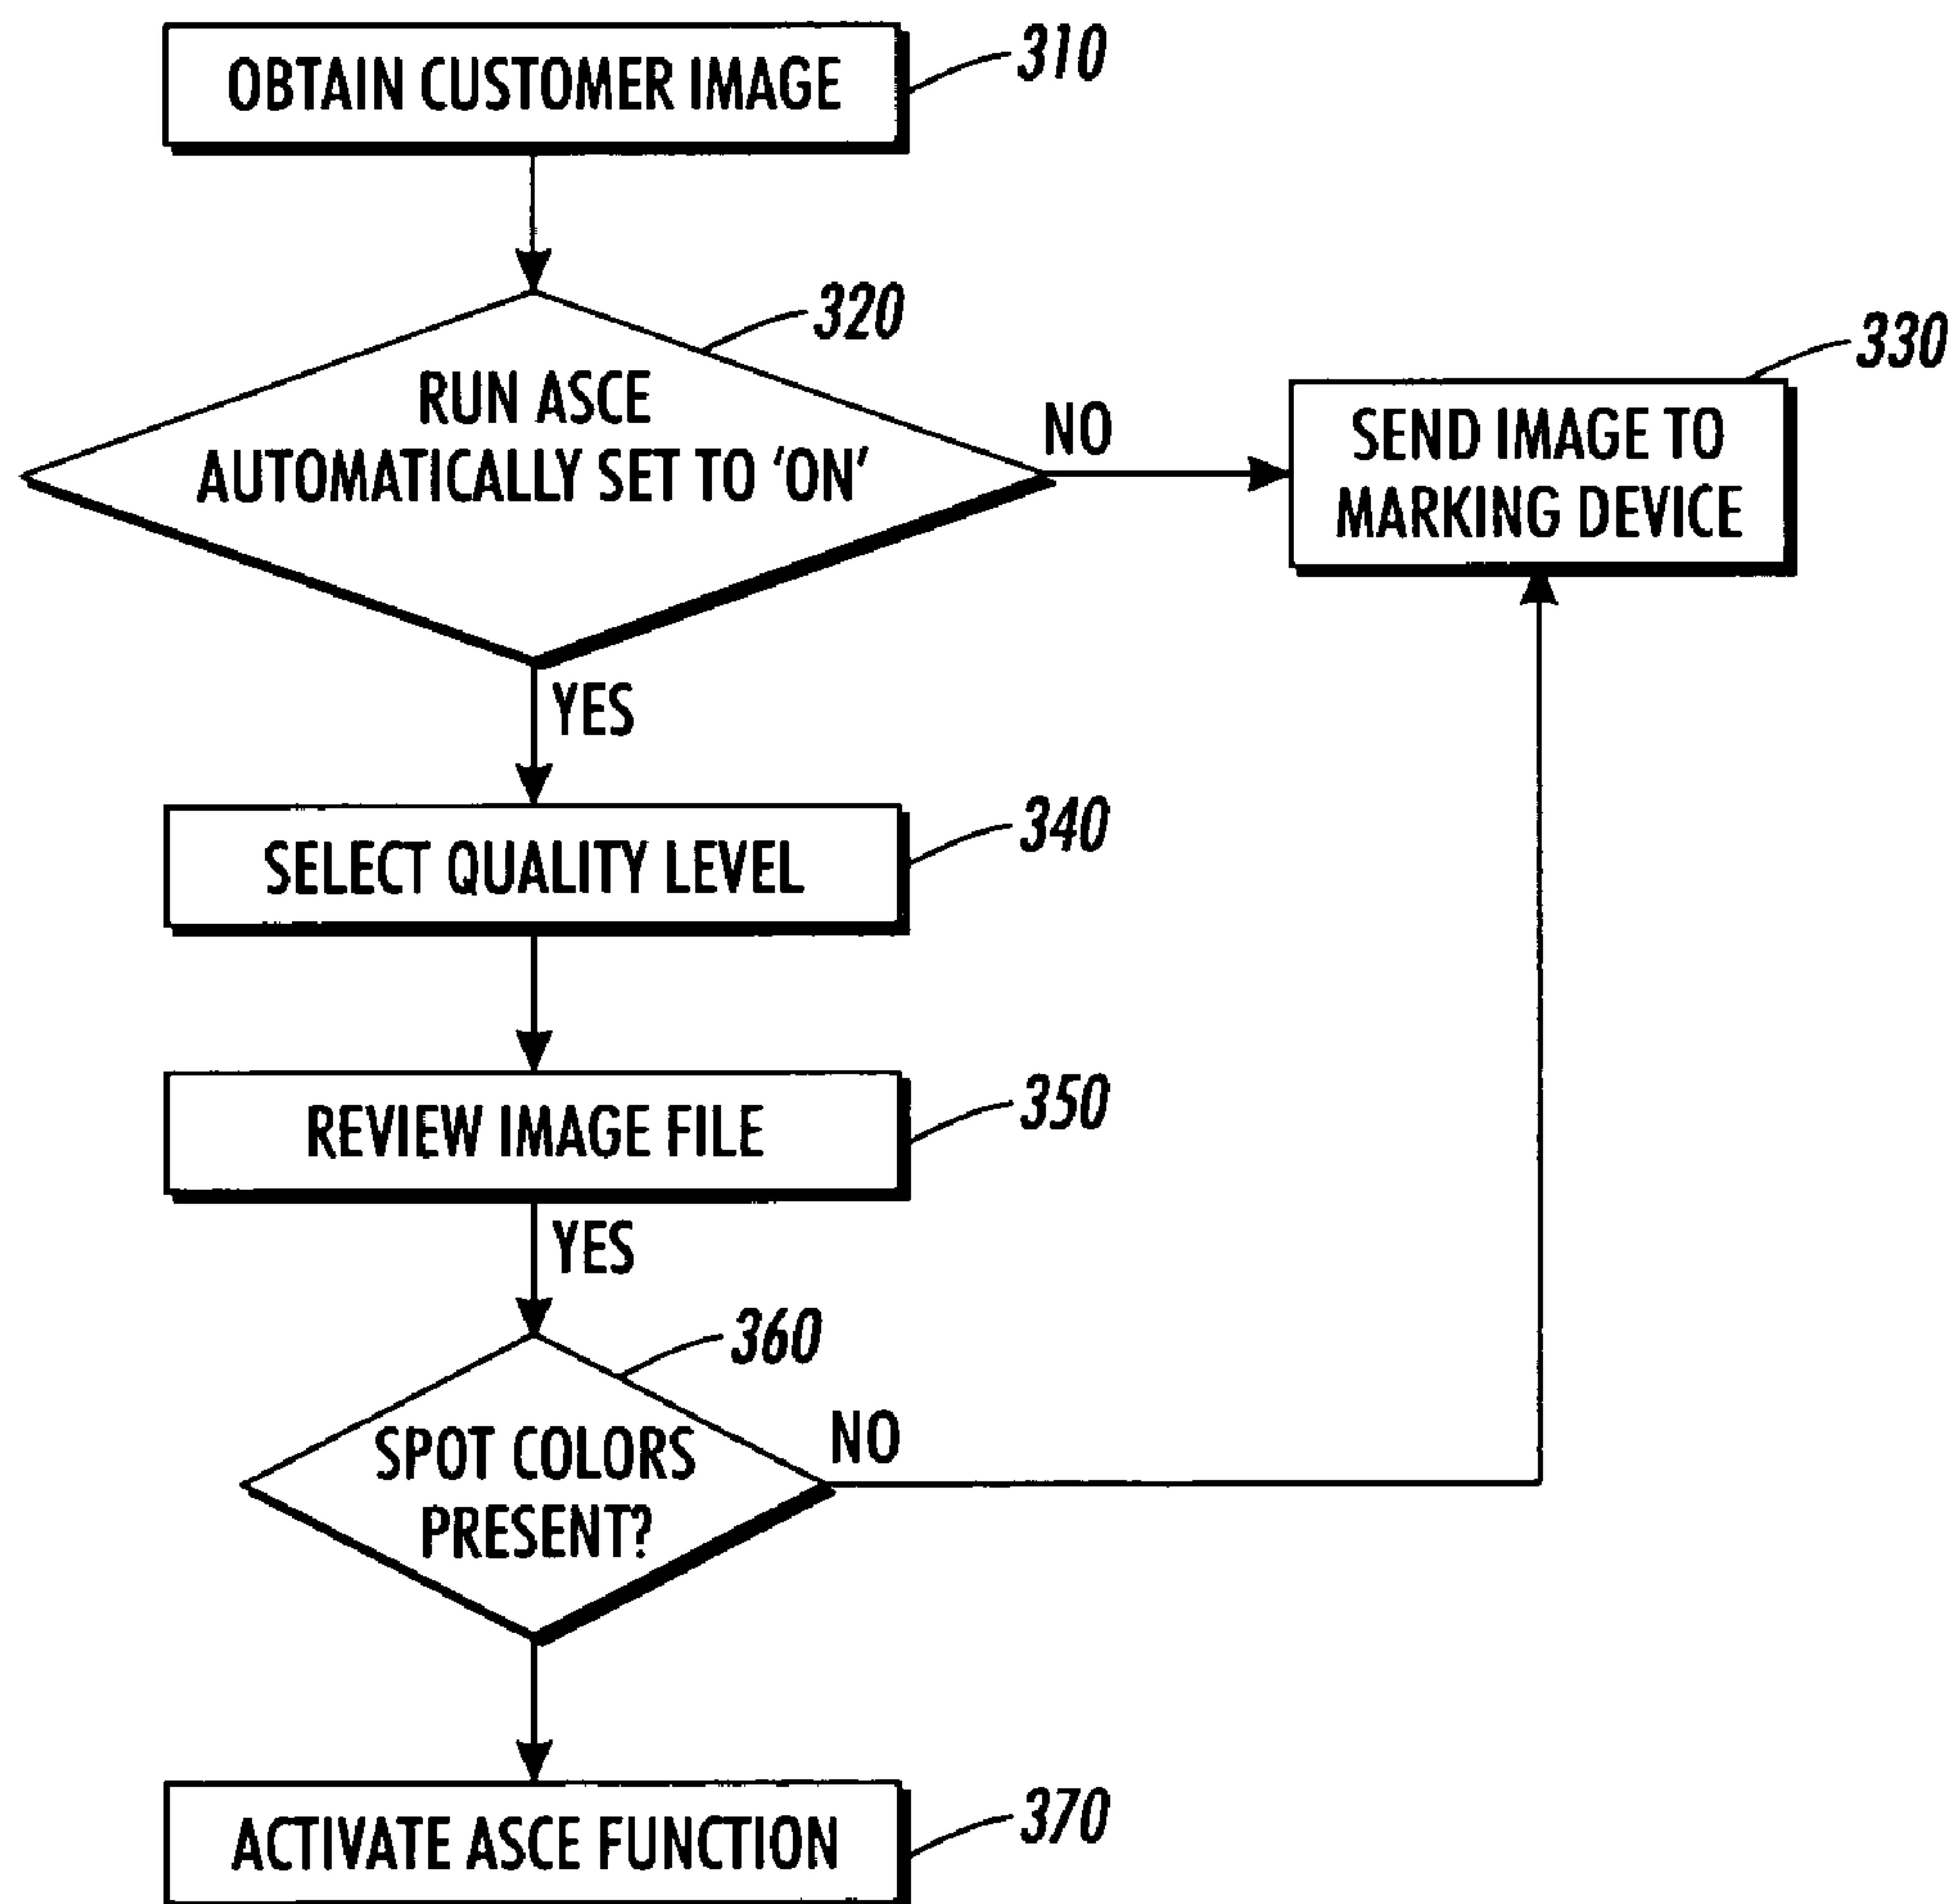 OBTAIN CUSTOMER IMAGE
310
320
RUN ASCE
AUTOMATICALLY SET TO 'ON'
NO
330
SEND IMAGE TO
MARKING DEVICE
YES
340
SELECT QUALITY LEVEL
350
REVIEW IMAGE FILE
YES
360
SPOT COLORS
PRESENT?
NO
370
ACTIVATE ASCE FUNCTION